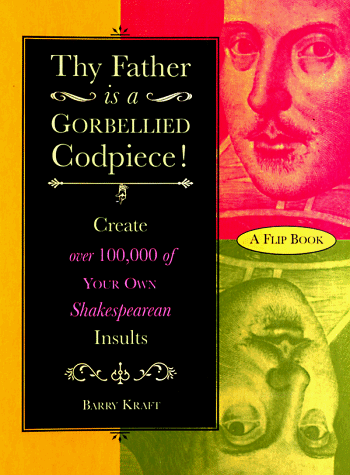 Thy Father
is a
GORBELLIED
Codpiece!
Create
over 100,000 of
YOUR OWN
Shakespearean
Insults
BARRY KRAFT
A FLIP BOOK